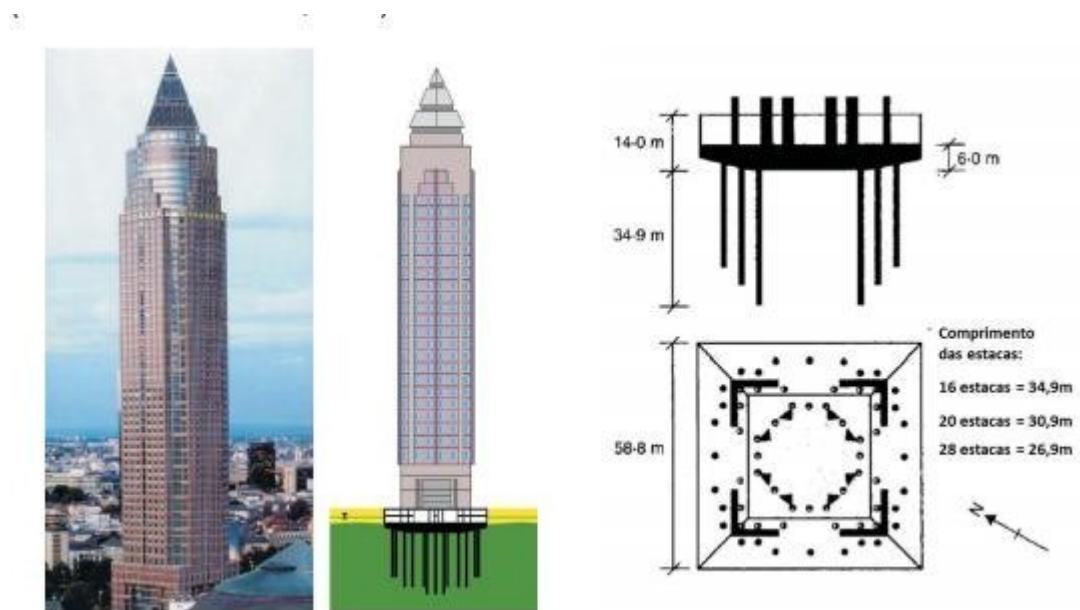 14-0 m
6-0 m
34-9 m
Comprimento
das estacas:
16 estacas = 34,9m
20 estacas = 30,9m
28 estacas = 26,9m
58-8 m
N